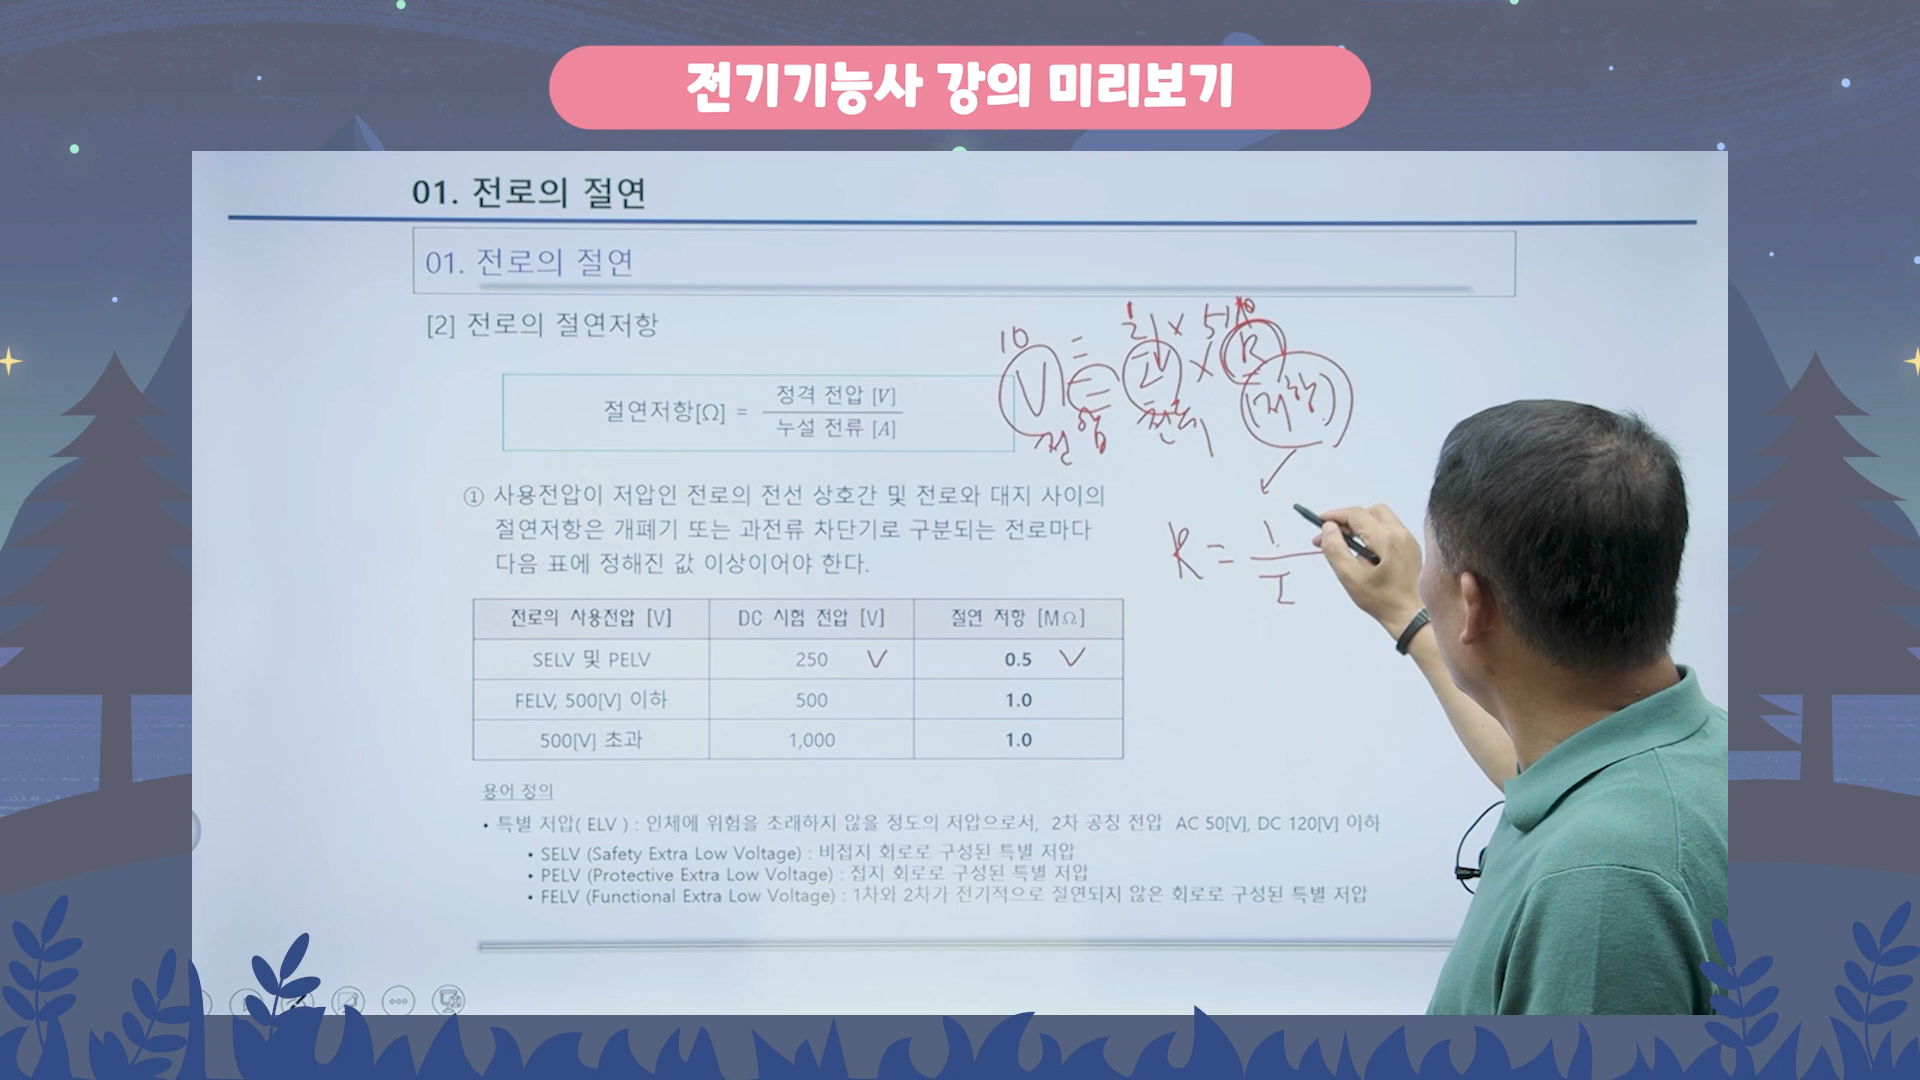 전기기능사 강의 미리보기
01. 전로의 절연
01. 전로의 절연
[2] 전로의 절연저항
10 = 2 × 5
V = I × R
전압 전류 (저항)
절연저항[Ω] = 정격 전압 [V] / 누설 전류 [A]
① 사용전압이 저압인 전로의 전선 상호간 및 전로와 대지 사이의
절연저항은 개폐기 또는 과전류 차단기로 구분되는 전로마다
다음 표에 정해진 값 이상이어야 한다.
R = 1 / I
전로의 사용전압 [V] DC 시험 전압 [V] 절연 저항 [MΩ]
SELV 및 PELV 250 V 0.5 V
FELV, 500[V] 이하 500 1.0
500[V] 초과 1,000 1.0
용어 정의
• 특별 저압( ELV ) : 인체에 위험을 초래하지 않을 정도의 저압으로서, 2차 공칭 전압 AC 50[V], DC 120[V] 이하
• SELV (Safety Extra Low Voltage) : 비접지 회로로 구성된 특별 저압
• PELV (Protective Extra Low Voltage) : 접지 회로로 구성된 특별 저압
• FELV (Functional Extra Low Voltage) : 1차와 2차가 전기적으로 절연되지 않은 회로로 구성된 특별 저압